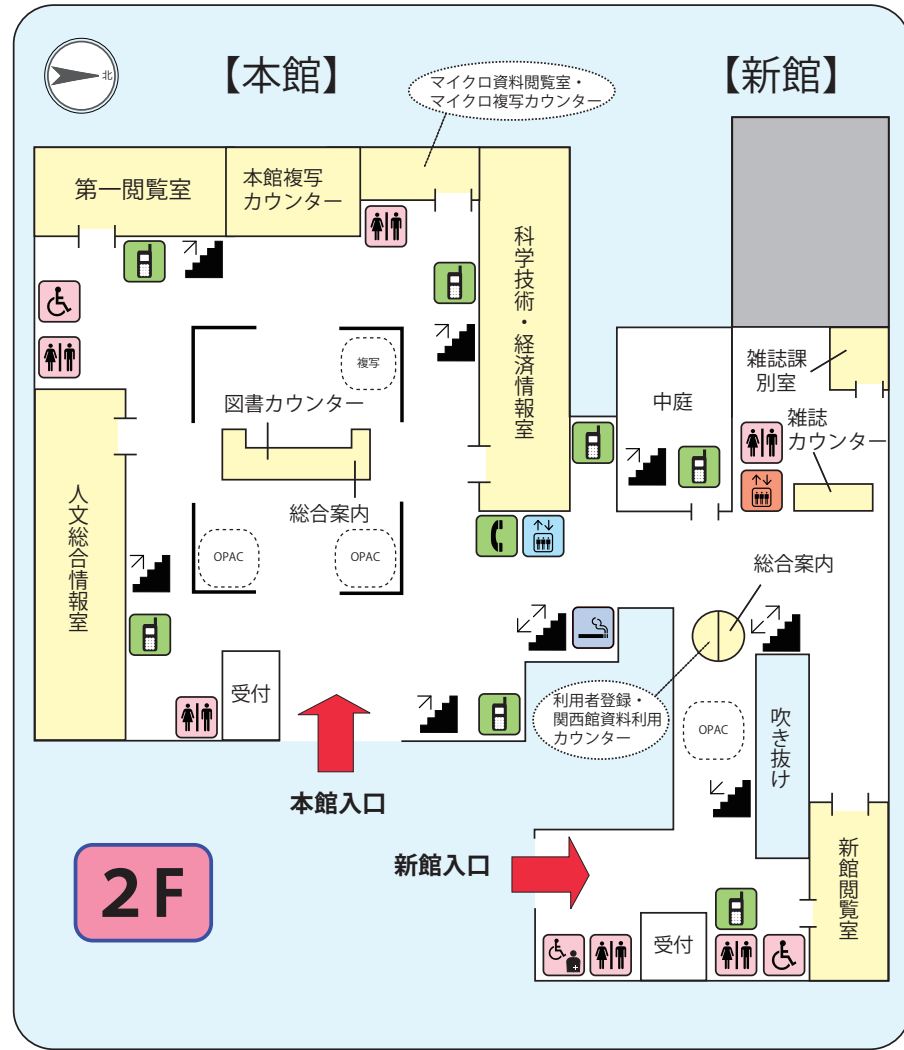 北
【本館】
【新館】
マイクロ資料閲覧室・
マイクロ複写カウンター
第一閲覧室
本館複写
カウンター
科学技術・経済情報室
複写
図書カウンター
総合案内
OPAC
OPAC
人文総合情報室
受付
本館入口
中庭
雑誌課
別室
雑誌
カウンター
総合案内
利用者登録・
関西館資料利用
カウンター
OPAC
吹き抜け
新館入口
新館閲覧室
受付
2F